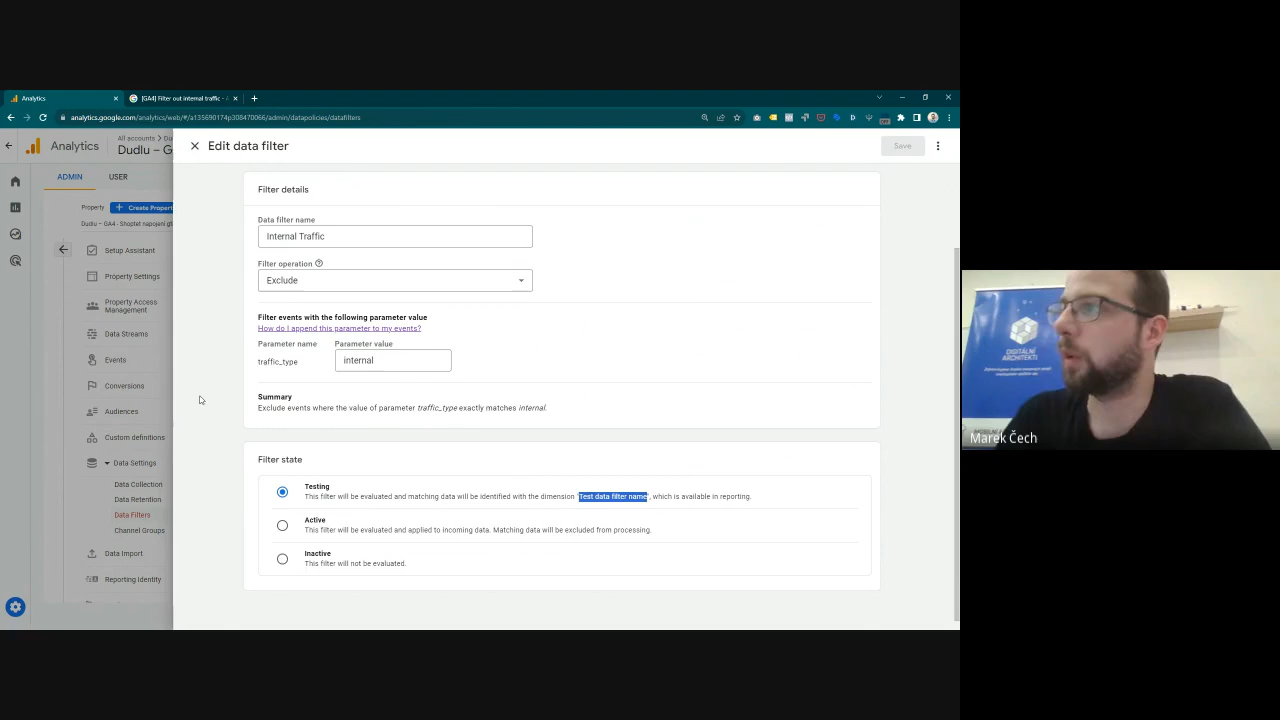 Analytics
[GA4] Filter out internal traffic -
analytics.google.com/analytics/web/#/a135690174p308470066/admin/datapolicies/datafilters
Analytics
All accounts
Edit data filter
Save
ADMIN
USER
Property
Create Propert
Dudlu – GA4 - Shoptet napojení
Setup Assistant
Property Settings
Property Access
Management
Data Streams
Events
Conversions
Audiences
Custom definitions
Data Settings
Data Collection
Data Retention
Data Filters
Channel Groups
Data Import
Reporting Identity
Filter details
Data filter name
Internal Traffic
Filter operation
Exclude
Filter events with the following parameter value
How do I append this parameter to my events?
Parameter name
Parameter value
traffic_type
internal
Summary
Exclude events where the value of parameter traffic_type exactly matches internal.
Filter state
Testing
This filter will be evaluated and matching data will be identified with the dimension 'Test data filter name', which is available in reporting.
Active
This filter will be evaluated and applied to incoming data. Matching data will be excluded from processing.
Inactive
This filter will not be evaluated.
DIGITÁLNÍ
ARCHITEKTI
Marek Čech